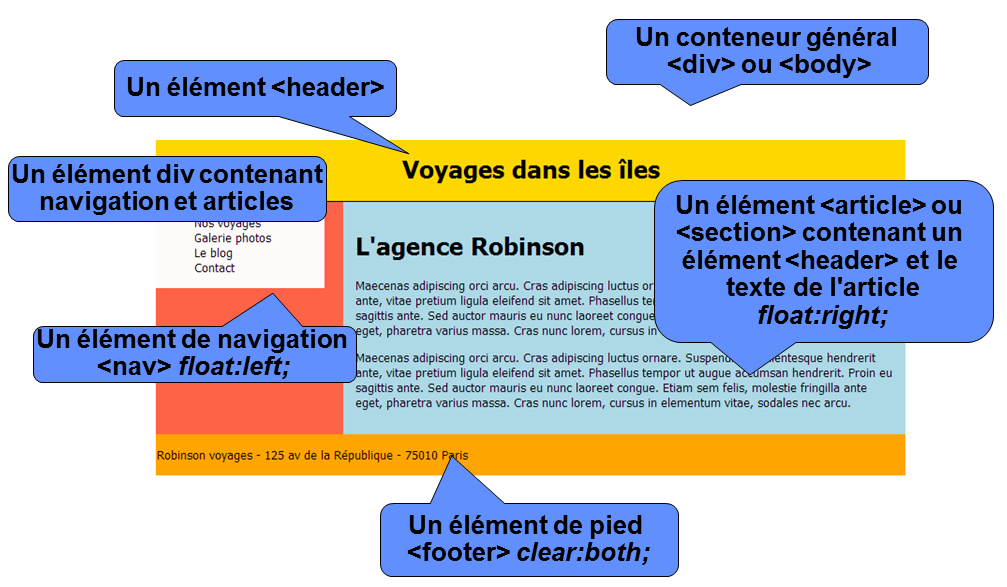 Un conteneur général
<div> ou <body>
Un élément <header>
Voyages dans les îles
Un élément div contenant
navigation et articles
Un élément <article> ou
<section> contenant un
élément <header> et le
texte de l'article
float:right;
Nos voyages
Galerie photos
Le blog
Contact
L'agence Robinson
Maecenas adipiscing orci arcu. Cras adipiscing luctus
ante, vitae pretium ligula eleifend sit amet. Phasellus
sagittis ante. Sed auctor mauris eu nunc laoreet congue
eget, pharetra varius massa. Cras nunc lorem, cursus in
Un élément de navigation
<nav> float:left;
Maecenas adipiscing orci arcu. Cras adipiscing luctus ornare. hendrerit
ante, vitae pretium ligula eleifend sit amet. Phasellus tempor ut augue hendrerit. Proin eu
sagittis ante. Sed auctor mauris eu nunc laoreet congue. Etiam sem felis, molestie fringilla ante
eget, pharetra varius massa. Cras nunc lorem, cursus in elementum vitae, sodales nec arcu.
Robinson voyages - 125 av de la République - 75010 Paris
Un élément de pied
<footer> clear:both;